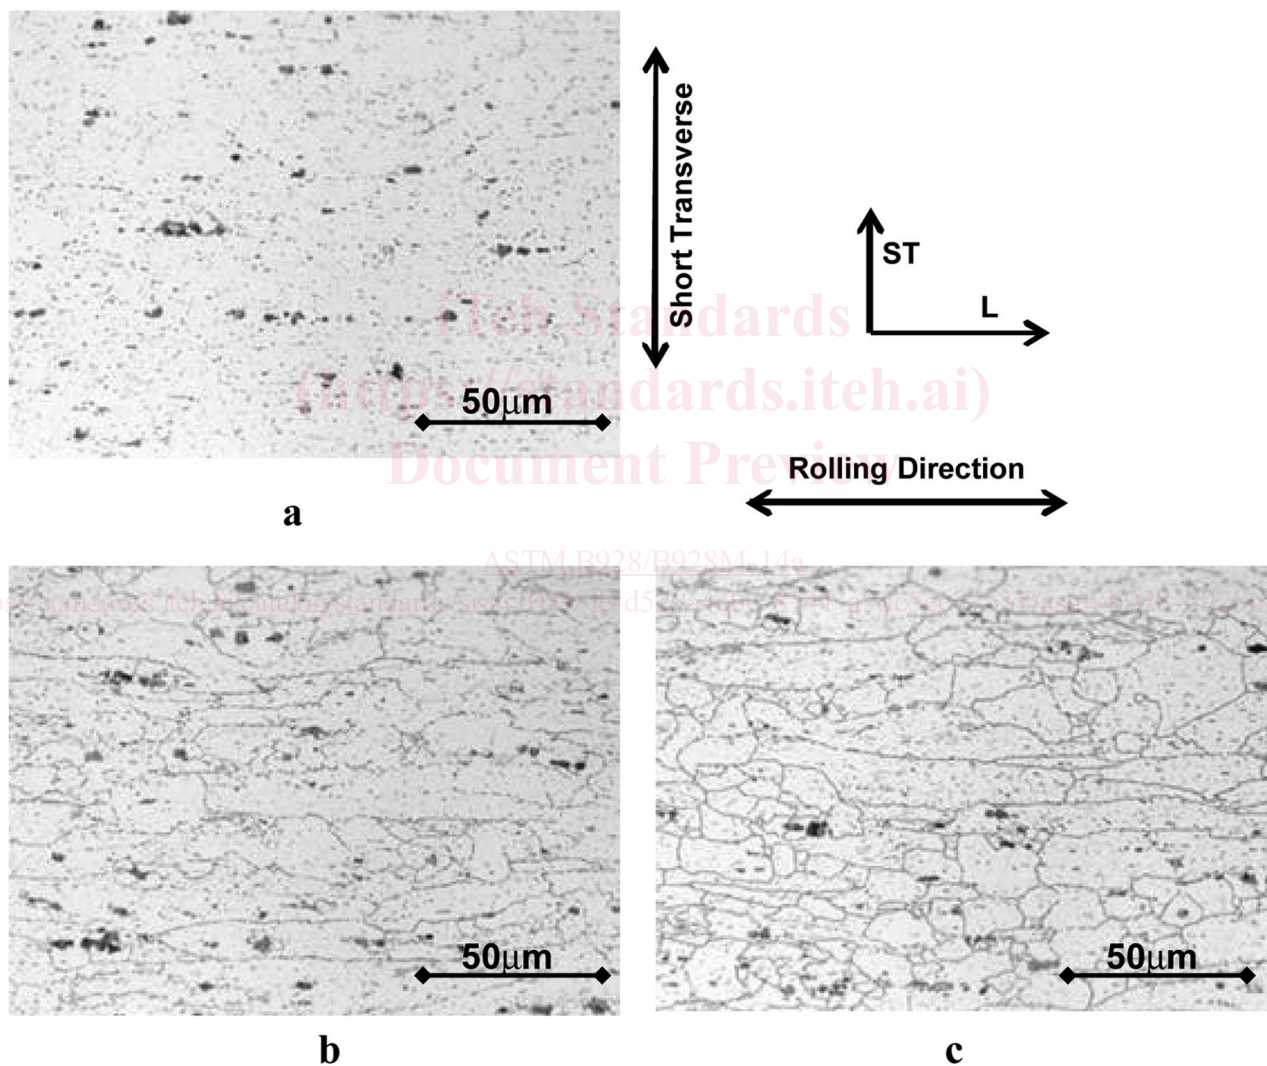 Short Transverse
ST
L
iTeh Standards
(https://standards.iteh.ai)
Document Preview
50μm
Rolling Direction
a
ASTM B928/B928M-14a
50μm
50μm
b
c